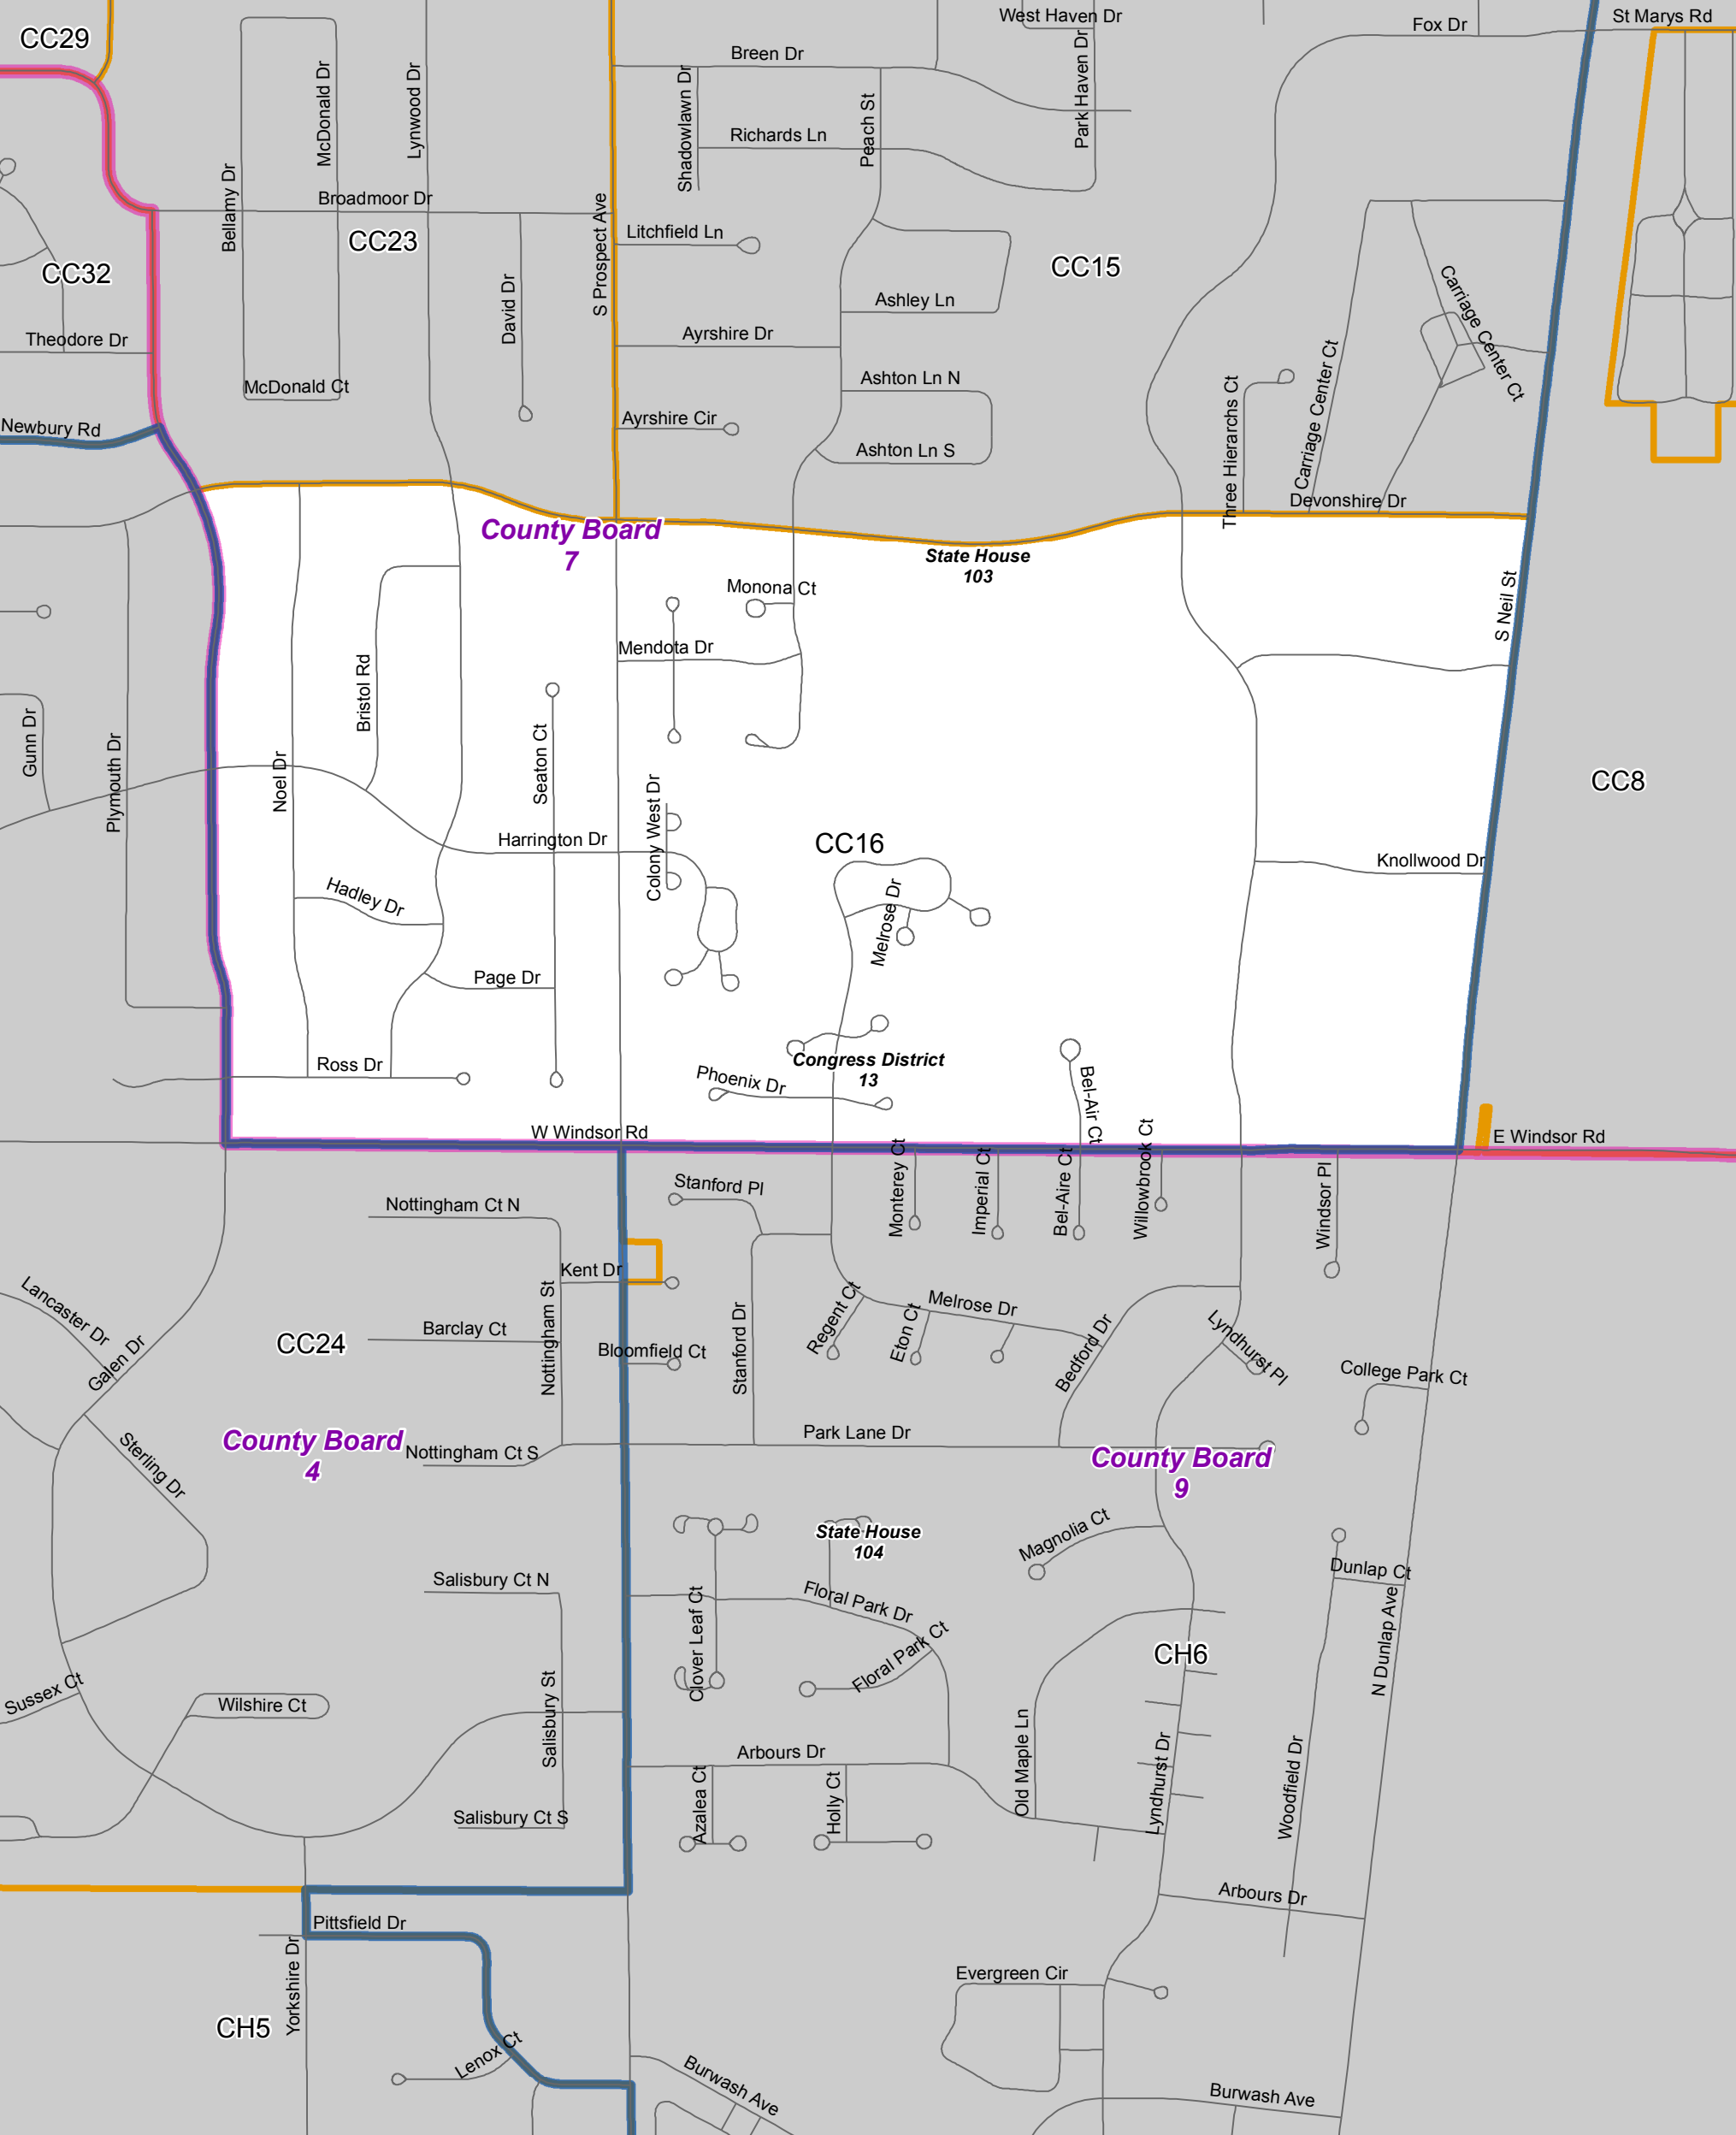 West Haven Dr
St Marys Rd
Fox Dr
CC29
Breen Dr
Park Haven Dr
McDonald Dr
Lynwood Dr
Shadowlawn Dr
Peach St
Richards Ln
Bellamy Dr
Broadmoor Dr
S Prospect Ave
Litchfield Ln
CC23
CC15
CC32
David Dr
Ashley Ln
Carriage Center Ct
Theodore Dr
Ayrshire Dr
McDonald Ct
Ashton Ln N
Three Hierarchs Ct
Carriage Center Ct
Newbury Rd
Ayrshire Cir
Ashton Ln S
Devonshire Dr
County Board
7
State House
103
Monona Ct
S Neil St
Mendota Dr
Bristol Rd
Gunn Dr
Plymouth Dr
Noel Dr
Seaton Ct
Colony West Dr
CC8
Harrington Dr
CC16
Knollwood Dr
Hadley Dr
Melrose Dr
Page Dr
Ross Dr
Congress District
13
Phoenix Dr
Bel-Air Ct
W Windsor Rd
E Windsor Rd
Monterey Ct
Imperial Ct
Bel-Aire Ct
Willowbrook Ct
Windsor Pl
Stanford Pl
Nottingham Ct N
Kent Dr
Lancaster Dr
Galen Dr
CC24
Barclay Ct
Nottingham St
Bloomfield Ct
Stanford Dr
Regent Ct
Eton Ct
Melrose Dr
Bedford Dr
Lyndhurst Pl
College Park Ct
County Board
4
Nottingham Ct S
Park Lane Dr
County Board
9
Sterling Dr
State House
104
Magnolia Ct
Dunlap Ct
Salisbury Ct N
Clover Leaf Ct
Floral Park Dr
Floral Park Ct
CH6
N Dunlap Ave
Sussex Ct
Wilshire Ct
Salisbury St
Arbours Dr
Old Maple Ln
Lyndhurst Dr
Woodfield Dr
Azalea Ct
Holly Ct
Salisbury Ct S
Arbours Dr
Pittsfield Dr
Yorkshire Dr
Evergreen Cir
CH5
Lenox Ct
Burwash Ave
Burwash Ave